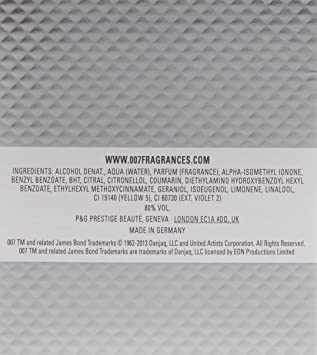 WWW.007FRAGRANCES.COM
INGREDIENTS: ALCOHOL DENAT., AQUA (WATER), PARFUM (FRAGRANCE), ALPHA-ISOMETHYL IONONE,
BENZYL BENZOATE, BHT, CITRAL, CITRONELLOL, COUMARIN, DIETHYLAMINO HYDROXYBENZOYL HEXYL
BENZOATE, ETHYLHEXYL METHOXYCINNAMATE, GERANIOL, ISOEUGENOL, LIMONENE, LINALOOL,
CI 19140 (YELLOW 5), CI 60730 (EXT. VIOLET 2)
80% VOL.
P&G PRESTIGE BEAUTÉ, GENEVA - LONDON EC1A 4DD, UK
MADE IN GERMANY
007 TM and related James Bond Trademarks © 1962-2013 Danjaq, LLC and United Artists Corporation. All Rights Reserved.
007 TM and related James Bond Trademarks are trademarks of Danjaq, LLC licensed by EON Productions Limited